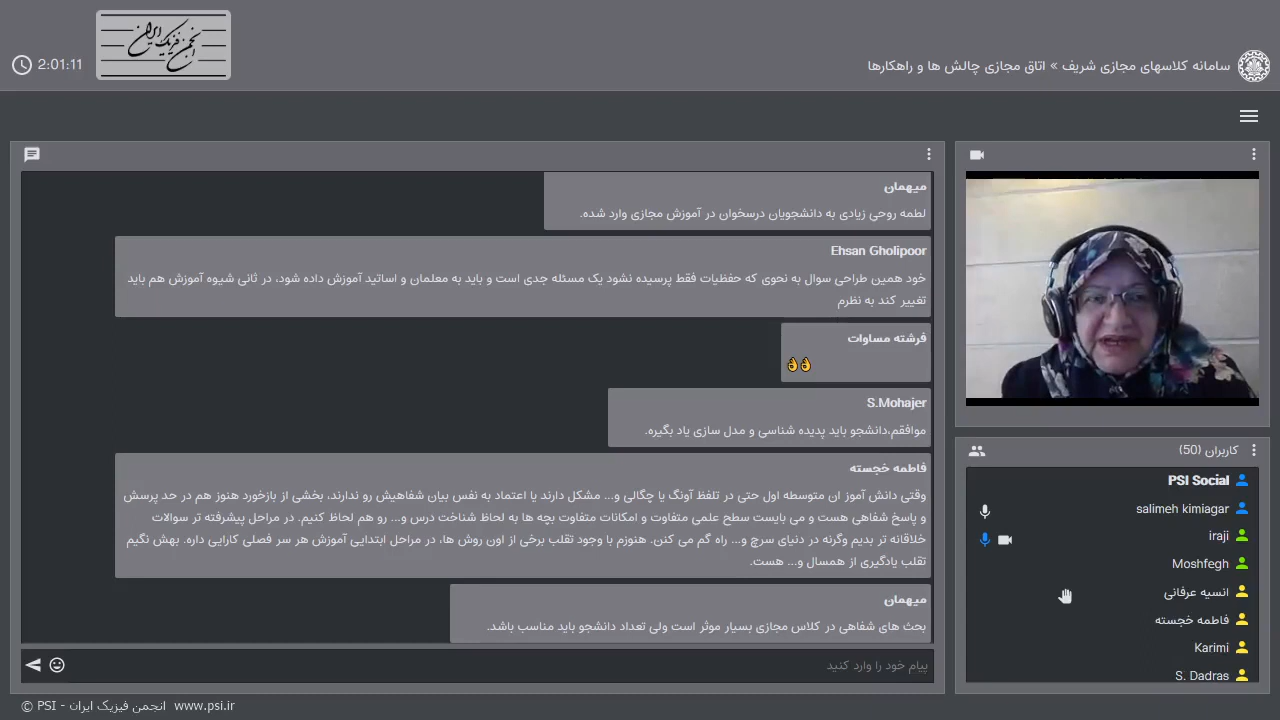 انجمن فیزیک ایران
2:01:11
سامانه کلاسهای مجازی شریف » اتاق مجازی چالش ها و راهکارها
میهمان
لطمه روحی زیادی به دانشجویان درسخوان در آموزش مجازی وارد شده.
Ehsan Gholipoor
خود همین طراحی سوال به نحوی که حفظیات فقط پرسیده نشود یک مسئله جدی است و باید به معلمان و اساتید آموزش داده شود، در ثانی شیوه آموزش هم باید
تغییر کند به نظرم
فرشته مساوات
👌👌
S.Mohajer
موافقم،دانشجو باید پدیده شناسی و مدل سازی یاد بگیره.
فاطمه خجسته
وقتی دانش آموز ان متوسطه اول حتی در تلفظ آونگ یا چگالی و... مشکل دارند یا اعتماد به نفس بیان شفاهیش رو ندارند، بخشی از بازخورد هنوز هم در حد پرسش
و پاسخ شفاهی هست و می بایست سطح علمی متفاوت و امکانات متفاوت بچه ها به لحاظ شناخت درس و... رو هم لحاظ کنیم. در مراحل پیشرفته تر سوالات
خلاقانه تر بدیم وگرنه در دنیای سرچ و... راه گم می کنن. هنوزم با وجود تقلب برخی از اون روش ها، در مراحل ابتدایی آموزش هر سر فصلی کارایی داره. بهش نگیم
تقلب یادگیری از همسال و... هست.
میهمان
بحث های شفاهی در کلاس مجازی بسیار موثر است ولی تعداد دانشجو باید مناسب باشد.
پیام خود را وارد کنید
کاربران (50)
PSI Social
salimeh kimiagar
iraji
Moshfegh
انسیه عرفانی
فاطمه خجسته
Karimi
S. Dadras
© PSI - انجمن فیزیک ایران www.psi.ir